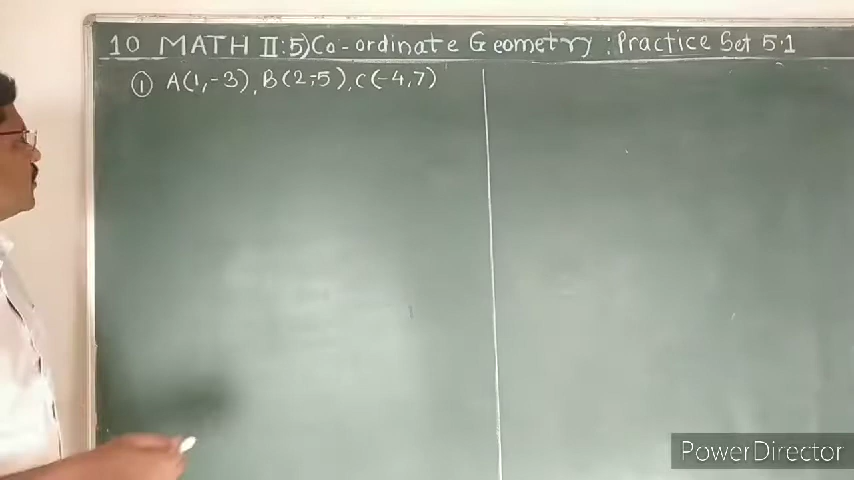 10 MATH II:5)Co-ordinate Geometry : Practice Set 5.1
① A(1,-3), B(2,-5), C(-4,7)
PowerDirector